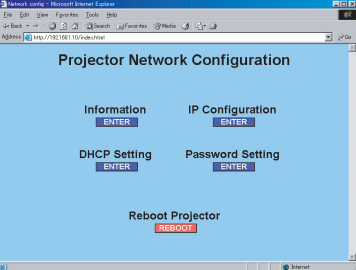 Network config - Microsoft Internet Explorer
File Edit View Favorites Tools Help
Back Search Favorites Media
Address http://192.168.1.10/index.html Go
Projector Network Configuration
Information IP Configuration
ENTER ENTER
DHCP Setting Password Setting
ENTER ENTER
Reboot Projector
REBOOT
Internet